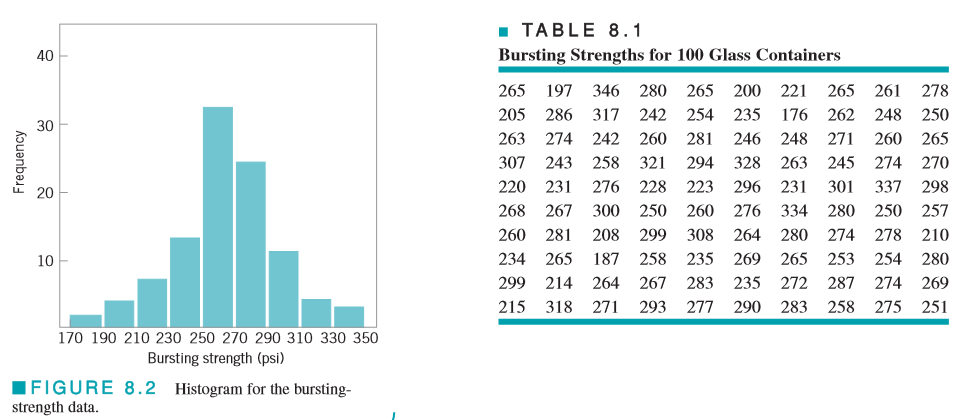 40
30
20
10
Frequency
170 190 210 230 250 270 290 310 330 350
Bursting strength (psi)
FIGURE 8.2 Histogram for the bursting-
strength data.
TABLE 8.1
Bursting Strengths for 100 Glass Containers
265 197 346 280 265 200 221 265 261 278
205 286 317 242 254 235 176 262 248 250
263 274 242 260 281 246 248 271 260 265
307 243 258 321 294 328 263 245 274 270
220 231 276 228 223 296 231 301 337 298
268 267 300 250 260 276 334 280 250 257
260 281 208 299 308 264 280 274 278 210
234 265 187 258 235 269 265 253 254 280
299 214 264 267 283 235 272 287 274 269
215 318 271 293 277 290 283 258 275 251